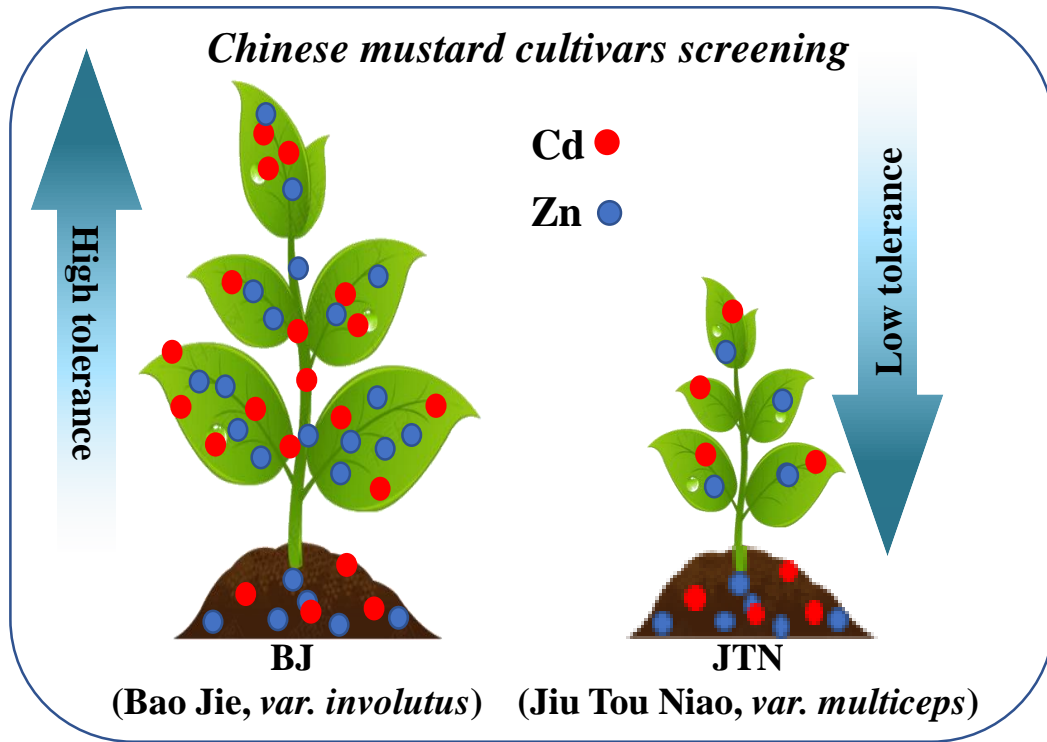 Chinese mustard cultivars screening
Cd
Zn
High tolerance
Low tolerance
BJ
(Bao Jie, var. involutus)
JTN
(Jiu Tou Niao, var. multiceps)